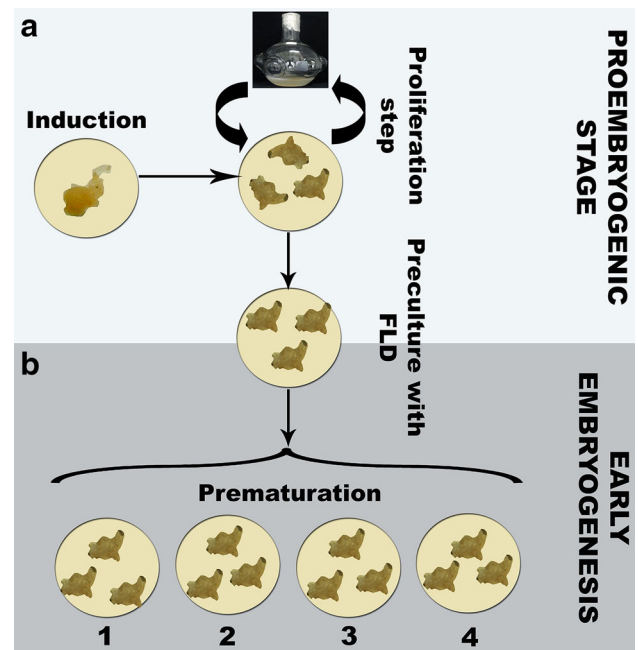 a
Induction
Proliferation
step
PROEMBRYOGENIC
STAGE
Preculture with
FLD
b
EARLY
EMBRYOGENESIS
Prematuration
1
2
3
4